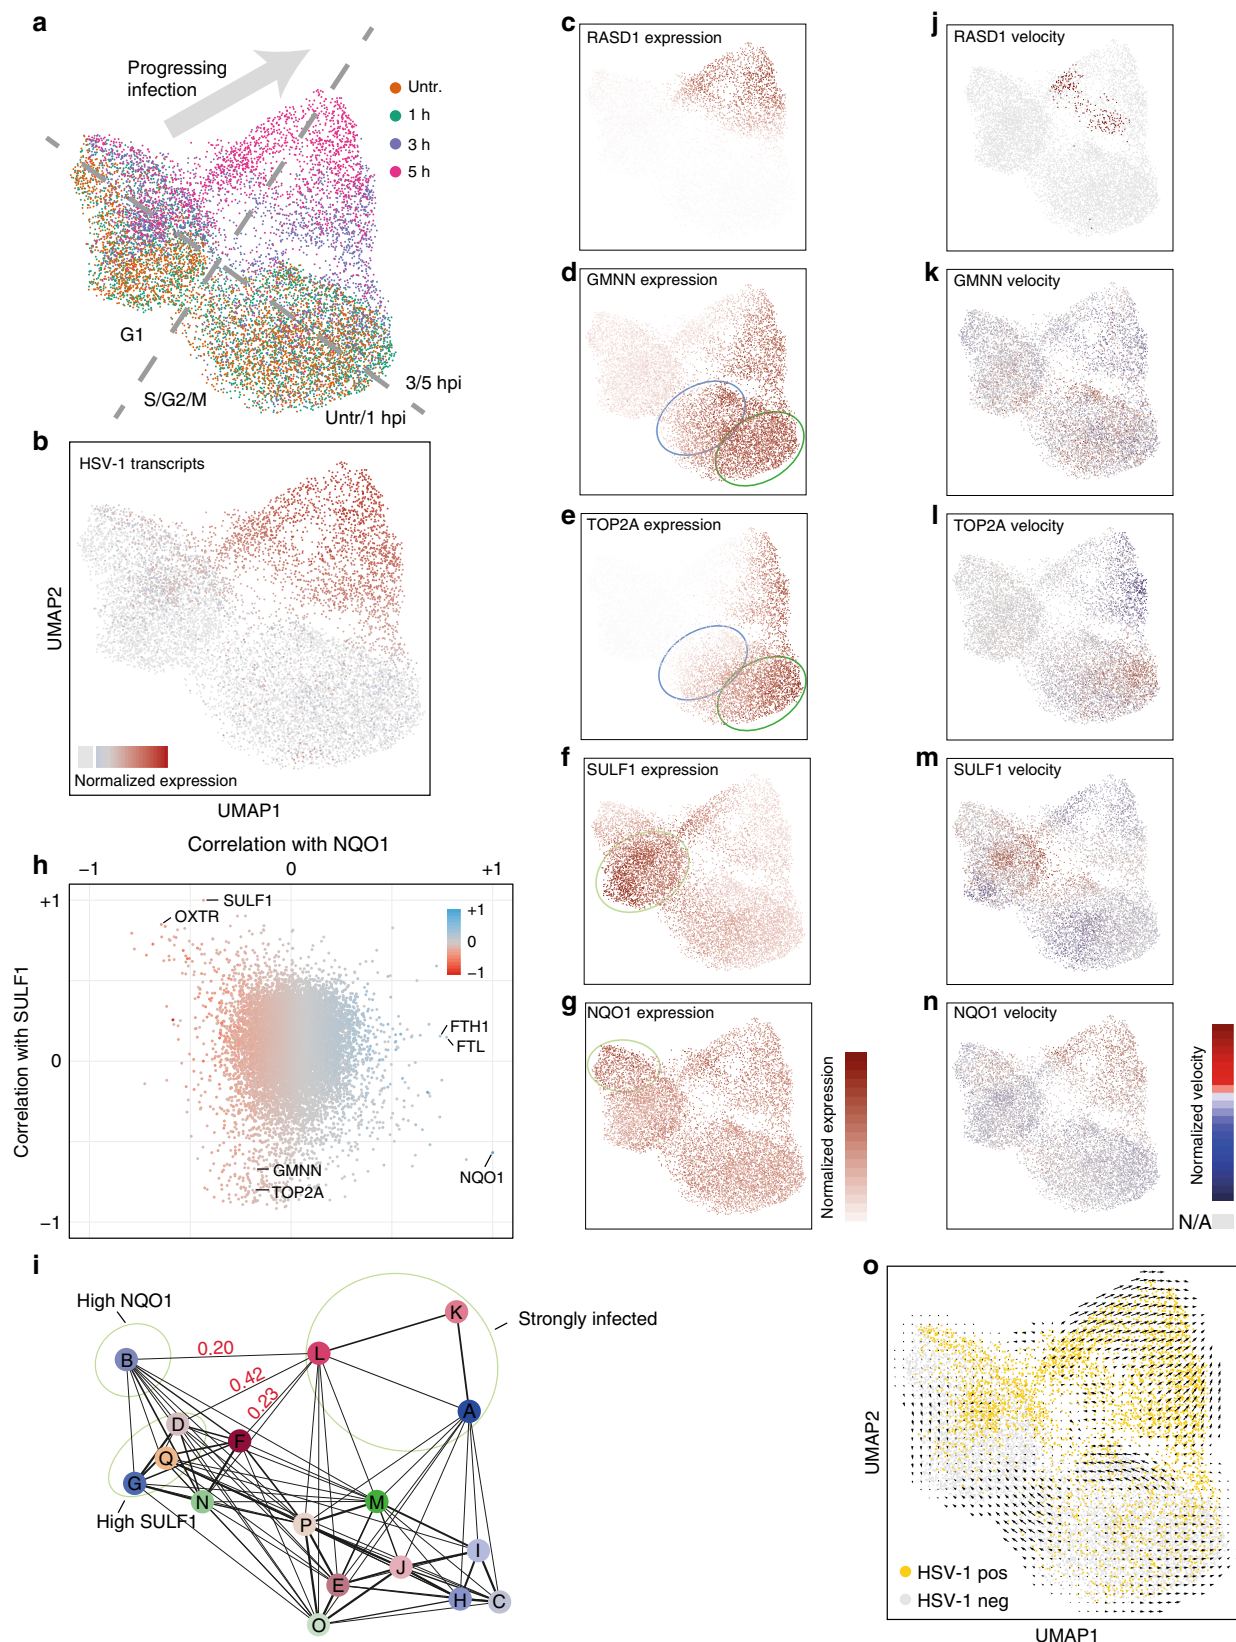 a
Progressing
infection
Untr.
1 h
3 h
5 h
G1
S/G2/M
3/5 hpi
Untr/1 hpi
b
HSV-1 transcripts
Normalized expression
UMAP2
UMAP1
c
RASD1 expression
d
GMNN expression
e
TOP2A expression
f
SULF1 expression
g
NQO1 expression
Normalized expression
h
Correlation with NQO1
−1
0
+1
+1
0
−1
Correlation with SULF1
SULF1
OXTR
+1
0
−1
FTH1
FTL
GMNN
TOP2A
NQO1
i
High NQO1
Strongly infected
High SULF1
0.20
0.42
0.23
B
L
K
A
D
F
Q
G
N
M
P
I
J
E
H
C
O
j
RASD1 velocity
k
GMNN velocity
l
TOP2A velocity
m
SULF1 velocity
n
NQO1 velocity
Normalized velocity
N/A
o
HSV-1 pos
HSV-1 neg
UMAP2
UMAP1